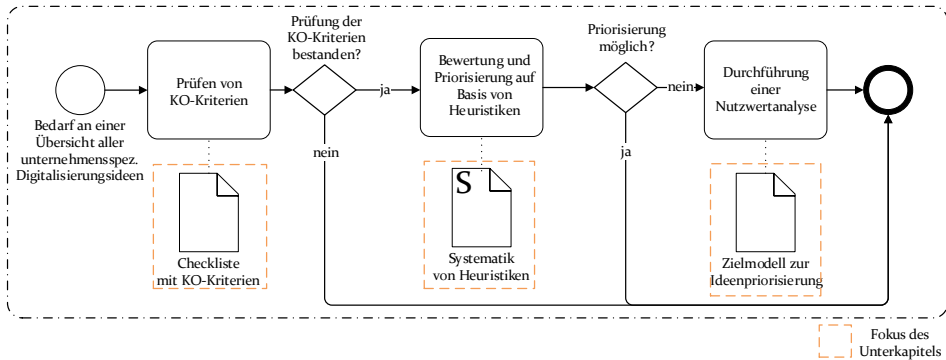 Bedarf an einer
Übersicht aller
unternehmensspez.
Digitalisierungsideen
Prüfen von
KO-Kriterien
Checkliste
mit KO-Kriterien
Prüfung der
KO-Kriterien
bestanden?
ja
nein
Bewertung und
Priorisierung auf
Basis von
Heuristiken
S
Systematik
von Heuristiken
Priorisierung
möglich?
nein
ja
Durchführung
einer
Nutzwertanalyse
Zielmodell zur
Ideenpriorisierung
Fokus des
Unterkapitels